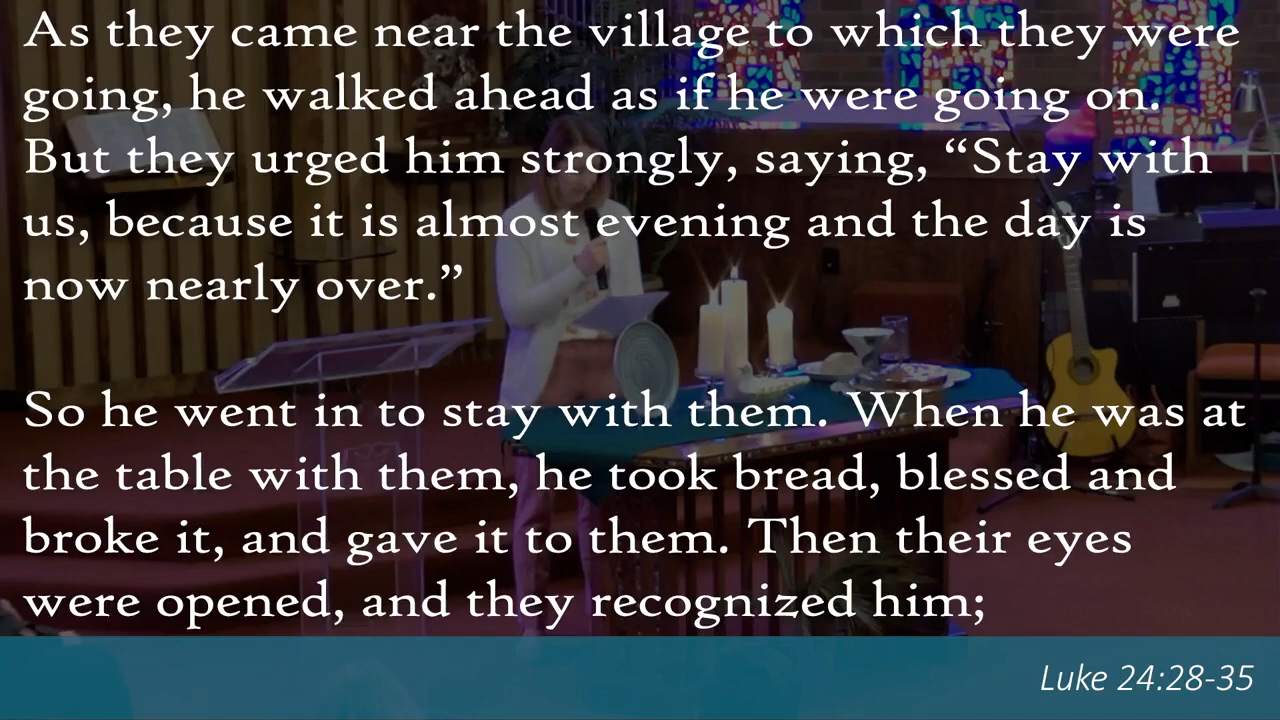 As they came near the village to which they were
going, he walked ahead as if he were going on.
But they urged him strongly, saying, “Stay with
us, because it is almost evening and the day is
now nearly over.”
So he went in to stay with them. When he was at
the table with them, he took bread, blessed and
broke it, and gave it to them. Then their eyes
were opened, and they recognized him;
Luke 24:28-35